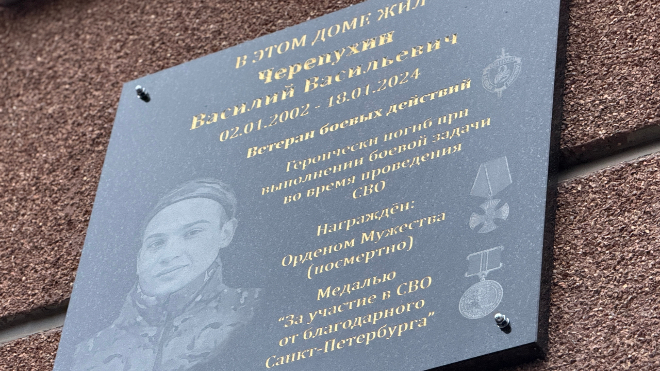 В ЭТОМ ДОМЕ ЖИЛ
Черепухин
Василий Васильевич
02.01.2002 - 18.01.2024
Ветеран боевых действий
Героически погиб при
выполнении боевой задачи
во время проведения
СВО
Награждён:
Орденом Мужества
(посмертно)
Медалью
"За участие в СВО
от благодарного
Санкт-Петербурга"